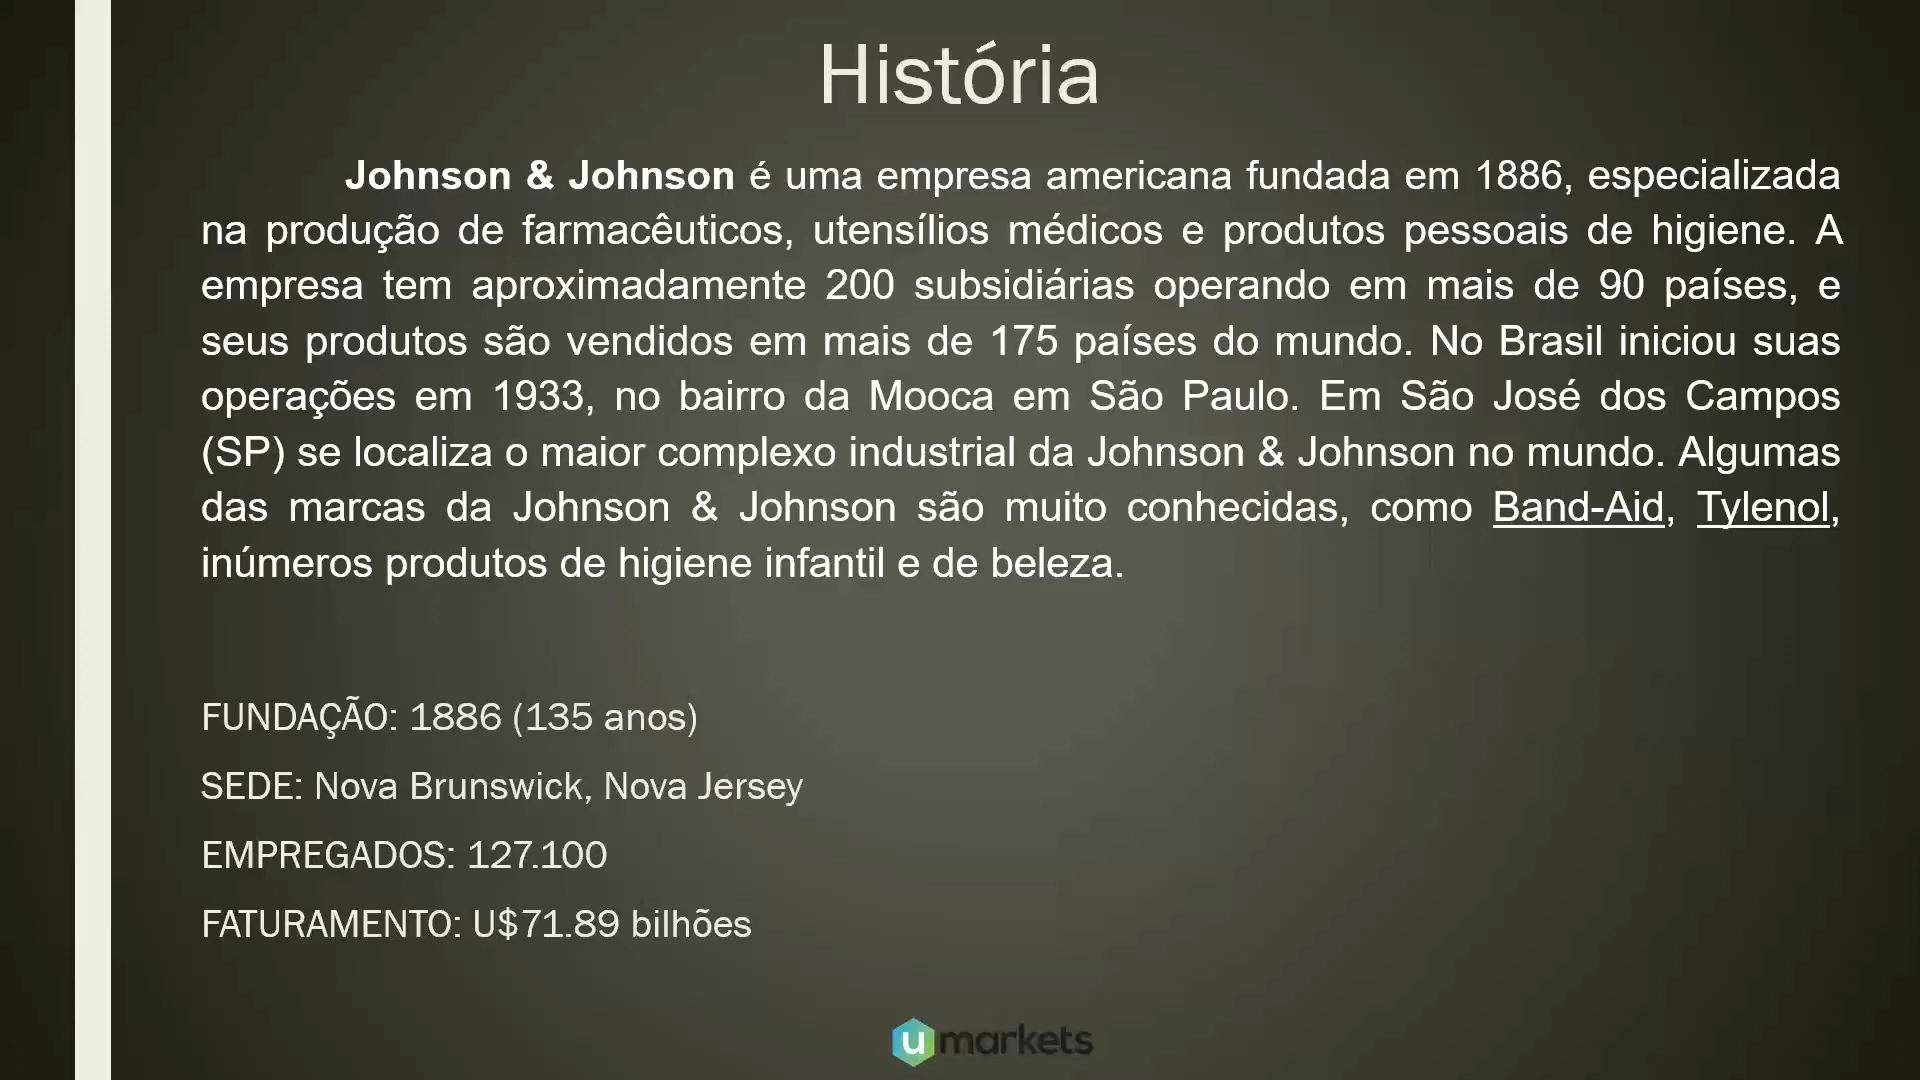 História
Johnson & Johnson é uma empresa americana fundada em 1886, especializada
na produção de farmacêuticos, utensílios médicos e produtos pessoais de higiene. A
empresa tem aproximadamente 200 subsidiárias operando em mais de 90 países, e
seus produtos são vendidos em mais de 175 países do mundo. No Brasil iniciou suas
operações em 1933, no bairro da Mooca em São Paulo. Em São José dos Campos
(SP) se localiza o maior complexo industrial da Johnson & Johnson no mundo. Algumas
das marcas da Johnson & Johnson são muito conhecidas, como Band-Aid, Tylenol,
inúmeros produtos de higiene infantil e de beleza.
FUNDAÇÃO: 1886 (135 anos)
SEDE: Nova Brunswick, Nova Jersey
EMPREGADOS: 127.100
FATURAMENTO: U$71.89 bilhões
umarkets